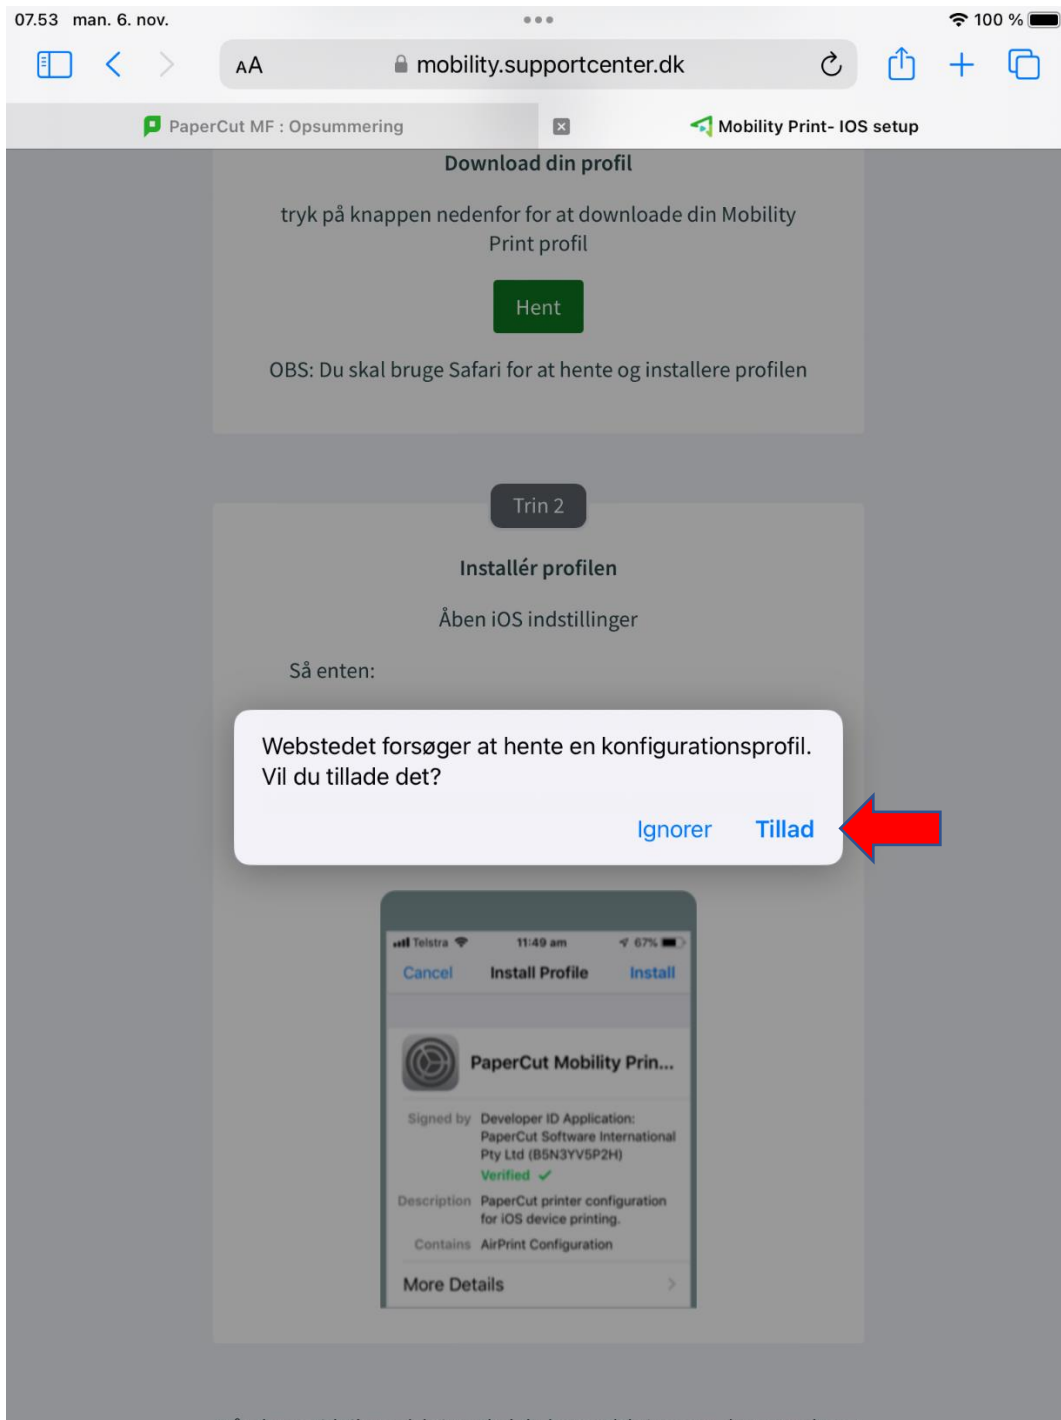 07.53 man. 6. nov.
100 %
AA
mobility.supportcenter.dk
PaperCut MF : Opsummering
Mobility Print- IOS setup
Download din profil
tryk på knappen nedenfor for at downloade din Mobility
Print profil
Hent
OBS: Du skal bruge Safari for at hente og installere profilen
Trin 2
Installér profilen
Åben iOS indstillinger
Så enten:
Webstedet forsøger at hente en konfigurationsprofil.
Vil du tillade det?
Ignorer Tillad
Telstra 11:49 am 67%
Cancel Install Profile Install
PaperCut Mobility Prin...
Signed by Developer ID Application:
PaperCut Software International
Pty Ltd (B5N3YV5P2H)
Verified ✓
Description PaperCut printer configuration
for iOS device printing.
Contains AirPrint Configuration
More Details